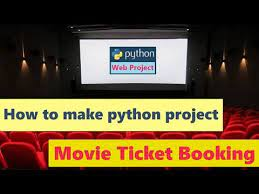 python
Web Project
How to make python project
Movie Ticket Booking